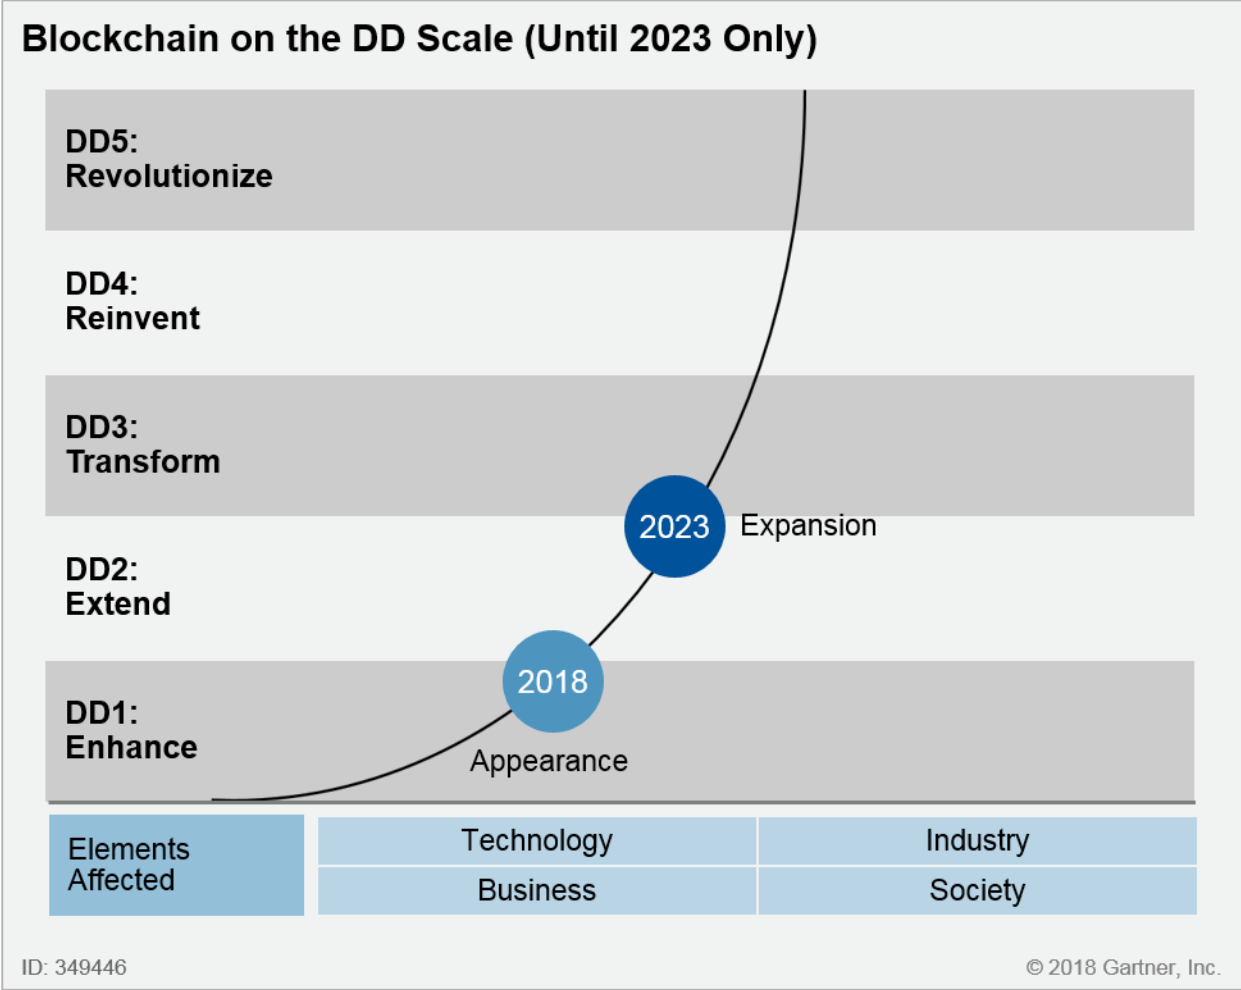 Blockchain on the DD Scale (Until 2023 Only)
DD5:
Revolutionize
DD4:
Reinvent
DD3:
Transform
2023
Expansion
DD2:
Extend
2018
DD1:
Enhance
Appearance
Elements
Affected
Technology
Industry
Business
Society
ID: 349446
© 2018 Gartner, Inc.